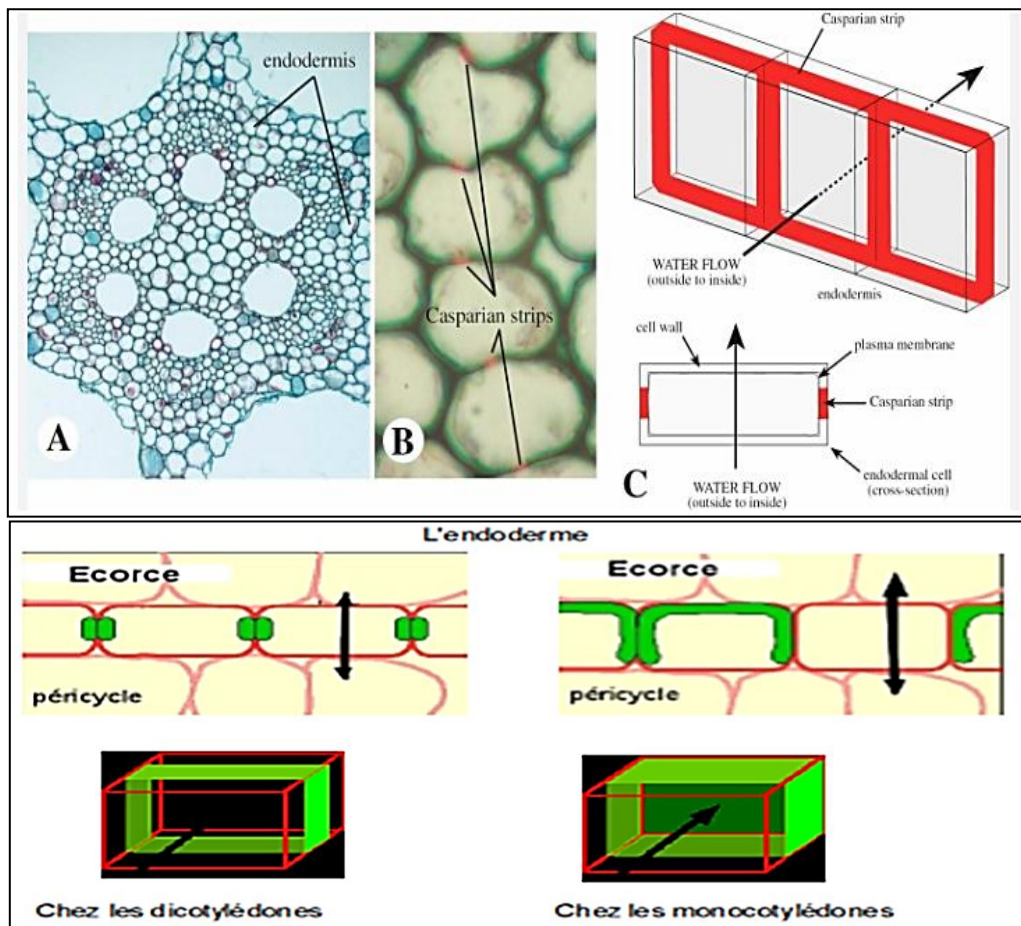 endodermis
A
Casparian strips
B
Casparian strip
WATER FLOW
(outside to inside)
endodermis
cell wall
plasma membrane
Casparian strip
endodermal cell
(cross-section)
WATER FLOW
(outside to inside)
C
L'endoderme
Ecorce
péricycle
Ecorce
péricycle
Chez les dicotylédones
Chez les monocotylédones